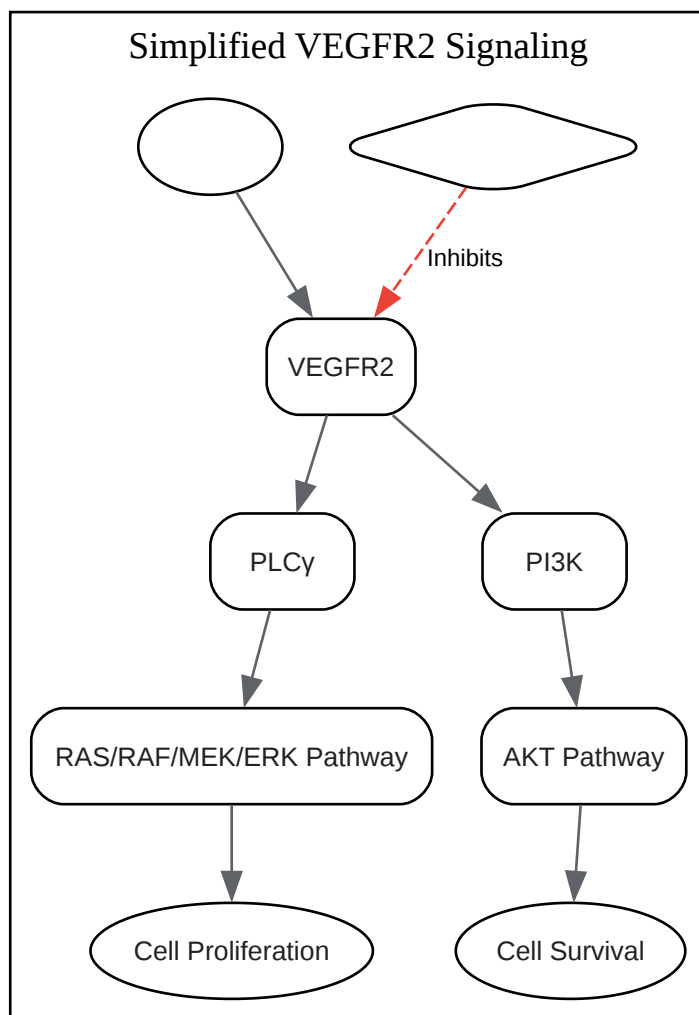 Simplified VEGFR2 Signaling
Inhibits
VEGFR2
PLCγ
PI3K
RAS/RAF/MEK/ERK Pathway
AKT Pathway
Cell Proliferation
Cell Survival